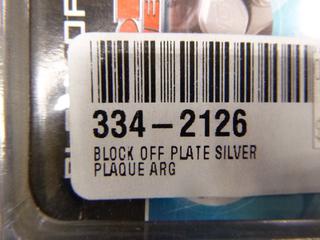 334-2126
BLOCK OFF PLATE SILVER
PLAQUE ARG